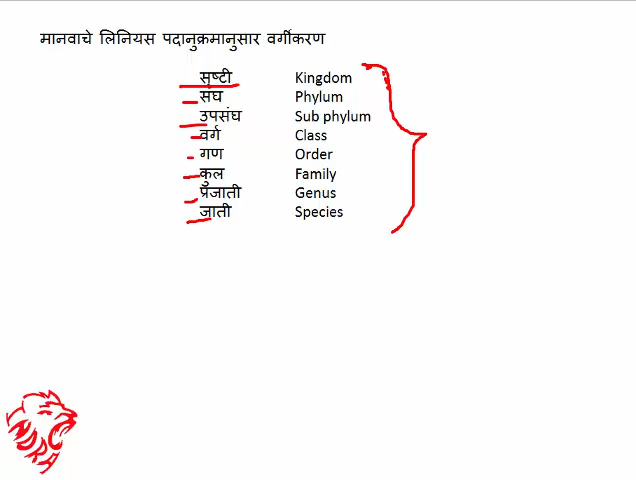 मानवाचे लिनियस पदानुक्रमानुसार वर्गीकरण
सृष्टी Kingdom
संघ Phylum
उपसंघ Sub phylum
वर्ग Class
गण Order
कुल Family
प्रजाती Genus
जाती Species